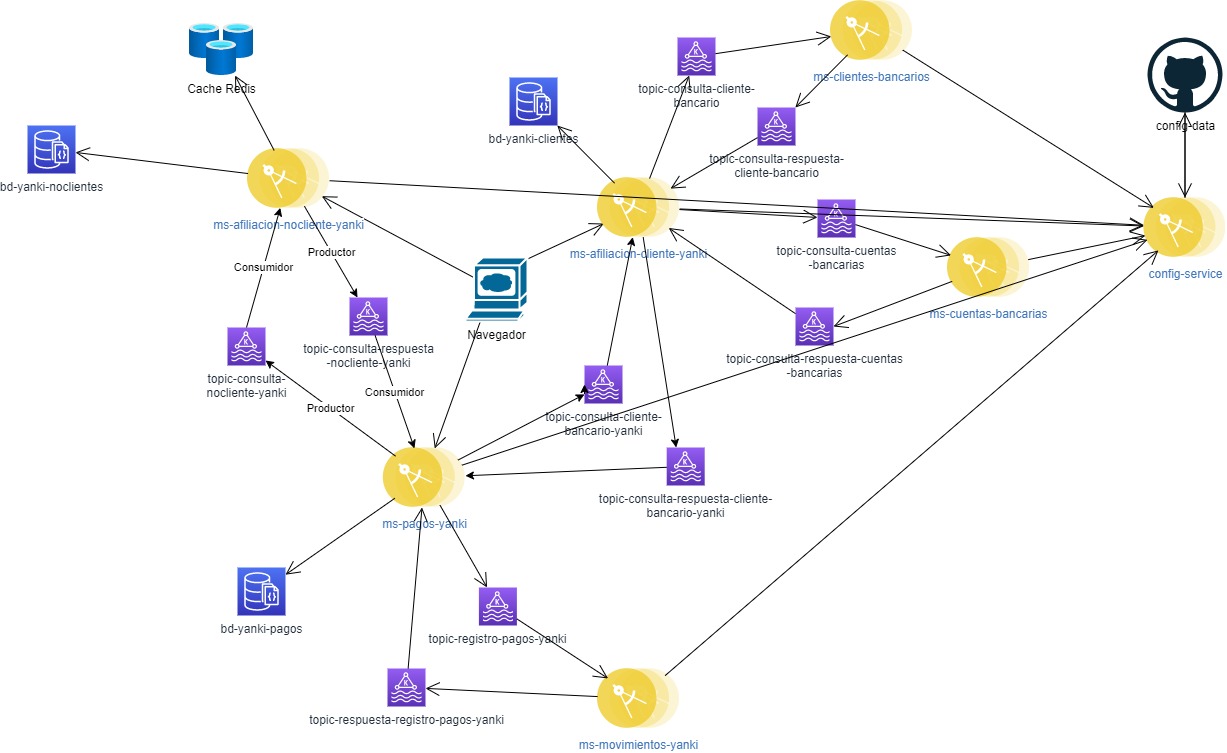 Cache Redis
bd-yanki-noclientes
ms-afiliacion-nocliente-yanki
Consumidor
Productor
topic-consulta-
nocliente-yanki
topic-consulta-respuesta
-nocliente-yanki
Productor
Consumidor
topic-consulta-cliente-
bancario
bd-yanki-clientes
topic-consulta-respuesta-
cliente-bancario
ms-clientes-bancarios
config-data
ms-afiliacion-cliente-yanki
topic-consulta-cuentas
-bancarias
config-service
ms-cuentas-bancarias
Navegador
topic-consulta-respuesta-cuentas
-bancarias
topic-consulta-cliente-
bancario-yanki
topic-consulta-respuesta-cliente-
bancario-yanki
ms-pagos-yanki
bd-yanki-pagos
topic-registro-pagos-yanki
topic-respuesta-registro-pagos-yanki
ms-movimientos-yanki